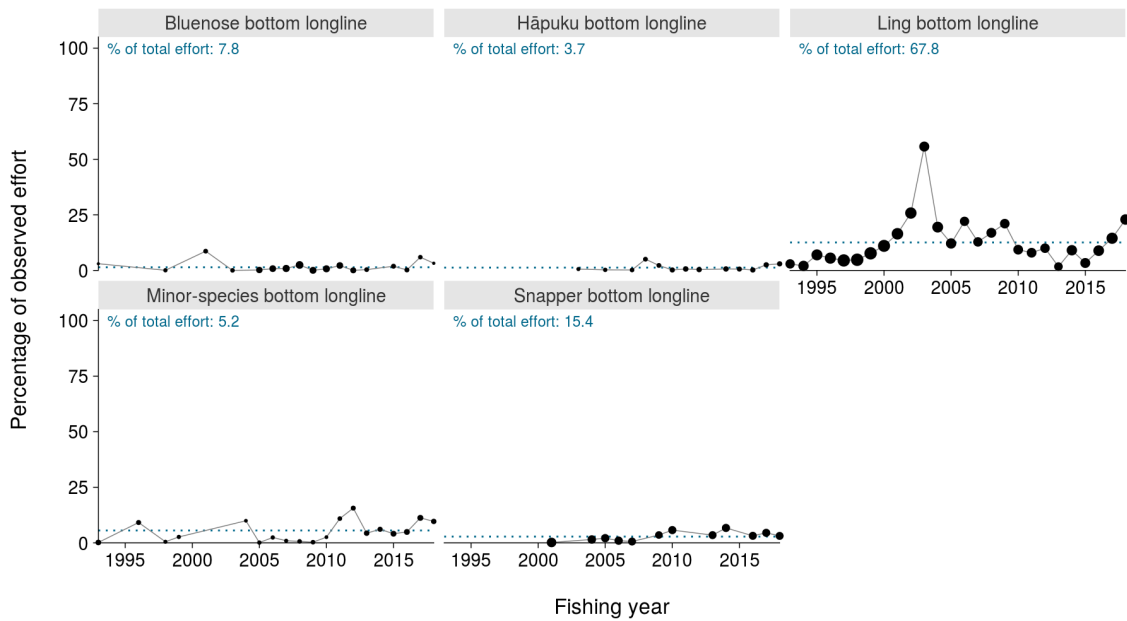 Bluenose bottom longline
Hāpuku bottom longline
Ling bottom longline
% of total effort: 7.8
% of total effort: 3.7
% of total effort: 67.8
100
75
50
25
0
1995 2000 2005 2010 2015
Minor-species bottom longline
Snapper bottom longline
% of total effort: 5.2
% of total effort: 15.4
100
75
50
25
0
1995 2000 2005 2010 2015
1995 2000 2005 2010 2015
Percentage of observed effort
Fishing year